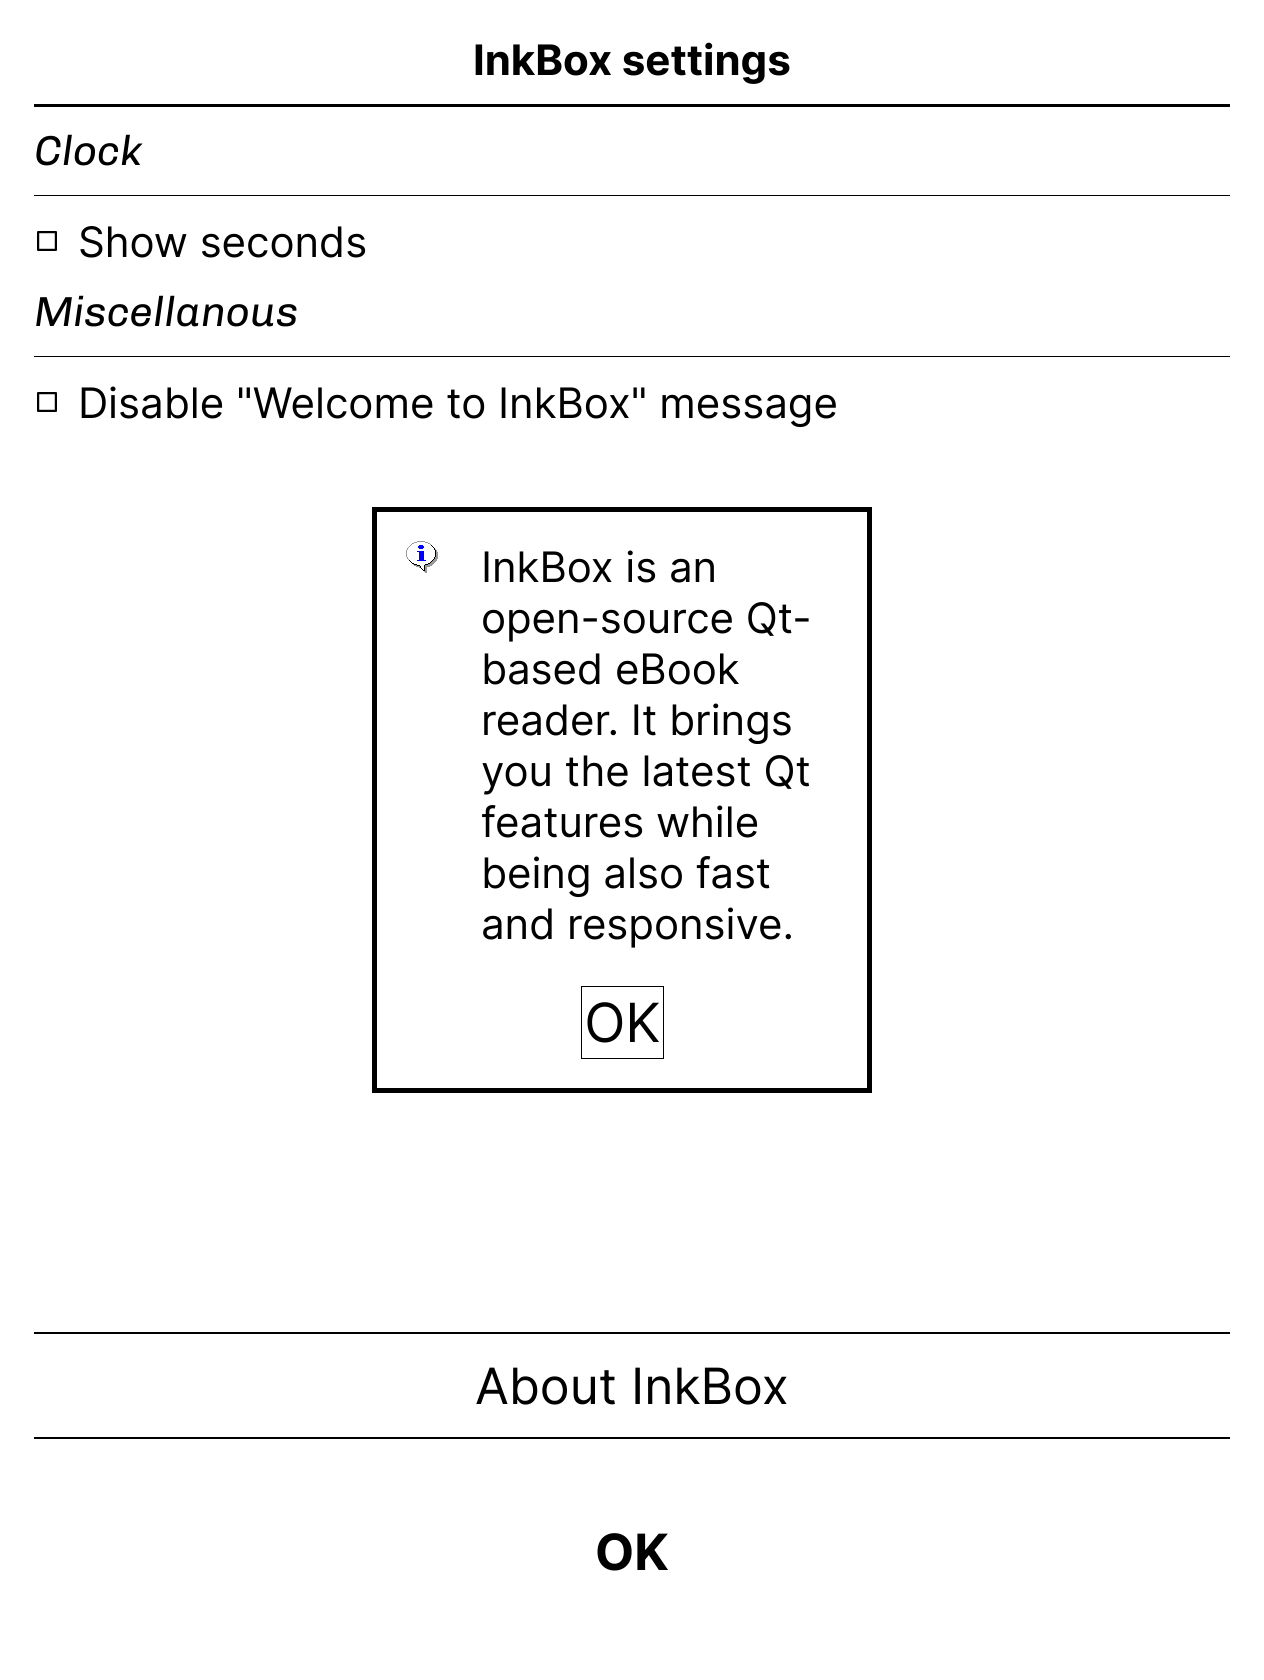 InkBox settings
Clock
Show seconds
Miscellanous
Disable "Welcome to InkBox" message
InkBox is an
open-source Qt-
based eBook
reader. It brings
you the latest Qt
features while
being also fast
and responsive.
OK
About InkBox
OK